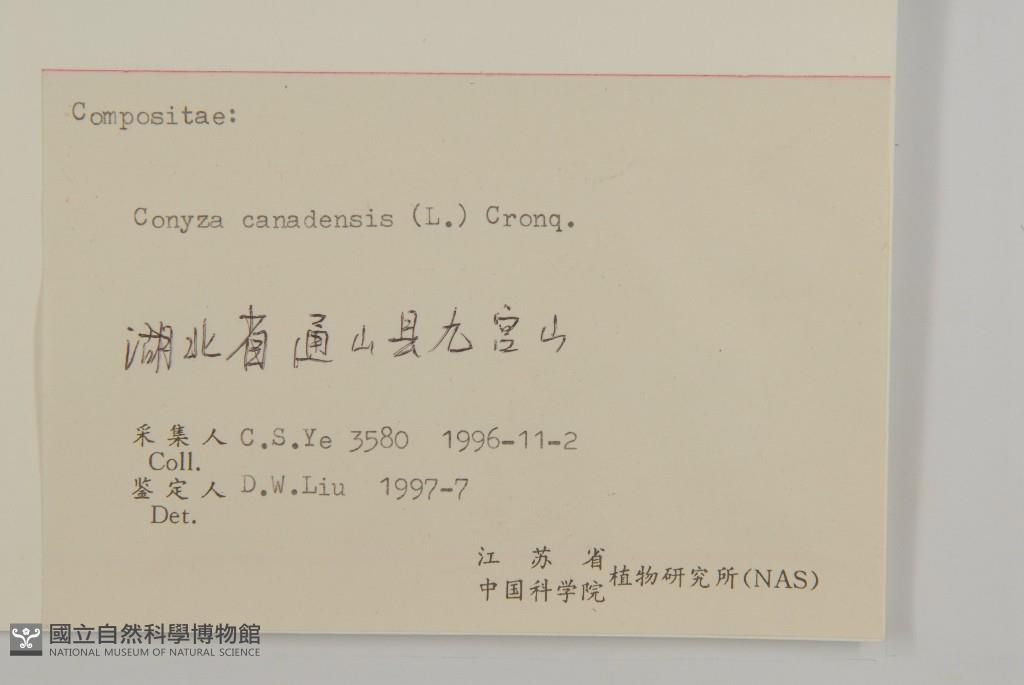 Compositae:
Conyza canadensis (L.) Cronq.
湖北省通山县九宫山
采集人 C.S.Ye 3580 1996-11-2
Coll.
鉴定人 D.W.Liu 1997-7
Det.
江苏省
中国科学院植物研究所(NAS)
國立自然科學博物館
NATIONAL MUSEUM OF NATURAL SCIENCE